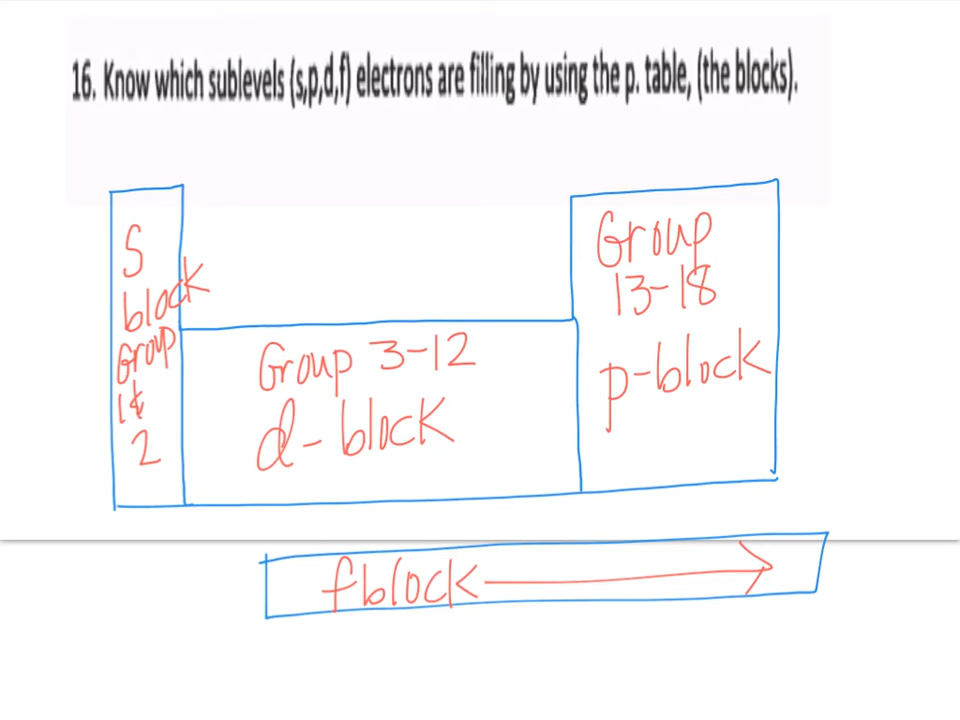 16. Know which sublevels (s,p,d,f) electrons are filling by using the p. table, (the blocks).
S
block
Group
1 &
2
Group 3-12
d - block
Group
13-18
p-block
f block